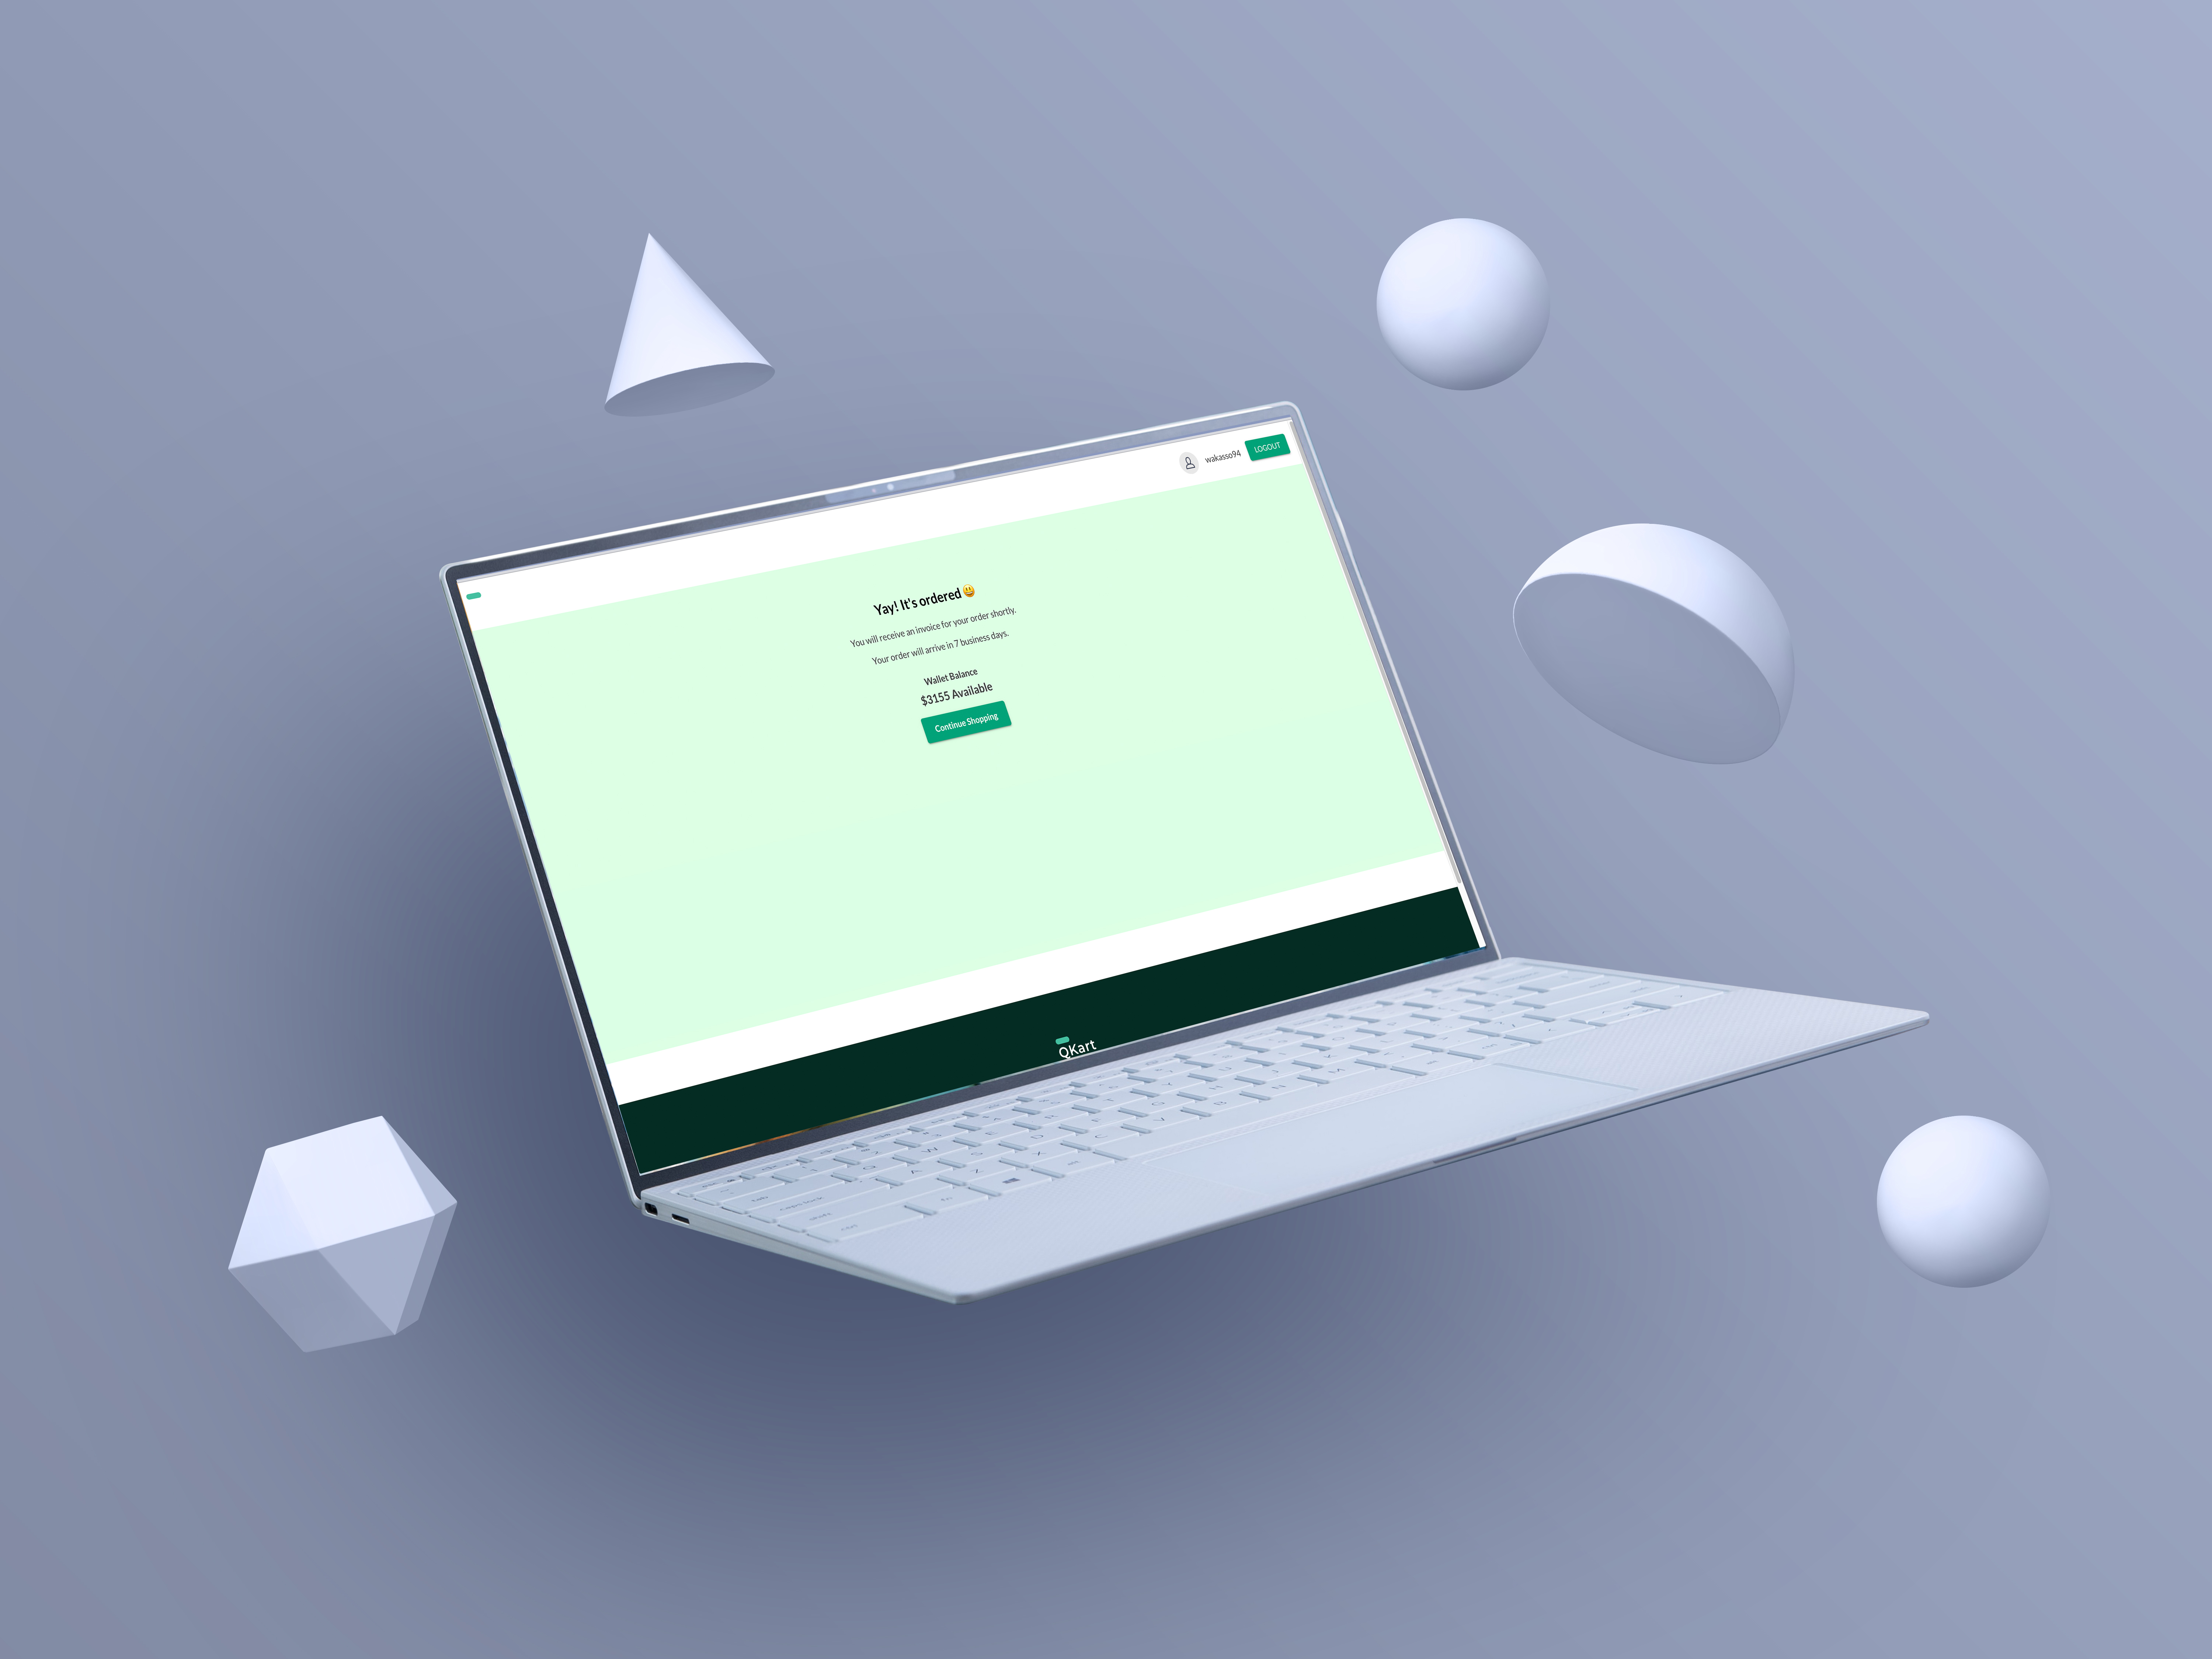 wakasso94 LOGOUT
Yay! It's ordered 😃
You will receive an invoice for your order shortly.
Your order will arrive in 7 business days.
Wallet Balance
$3155 Available
Continue Shopping
QKart